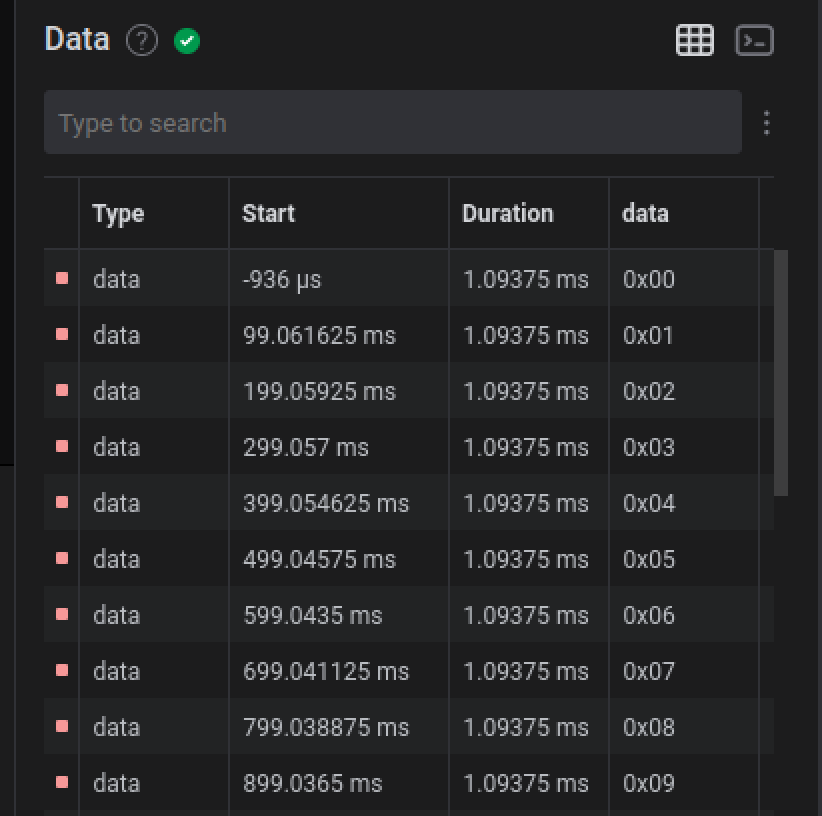 Data ?
Type to search
Type Start Duration data
data -936 µs 1.09375 ms 0x00
data 99.061625 ms 1.09375 ms 0x01
data 199.05925 ms 1.09375 ms 0x02
data 299.057 ms 1.09375 ms 0x03
data 399.054625 ms 1.09375 ms 0x04
data 499.04575 ms 1.09375 ms 0x05
data 599.0435 ms 1.09375 ms 0x06
data 699.041125 ms 1.09375 ms 0x07
data 799.038875 ms 1.09375 ms 0x08
data 899.0365 ms 1.09375 ms 0x09